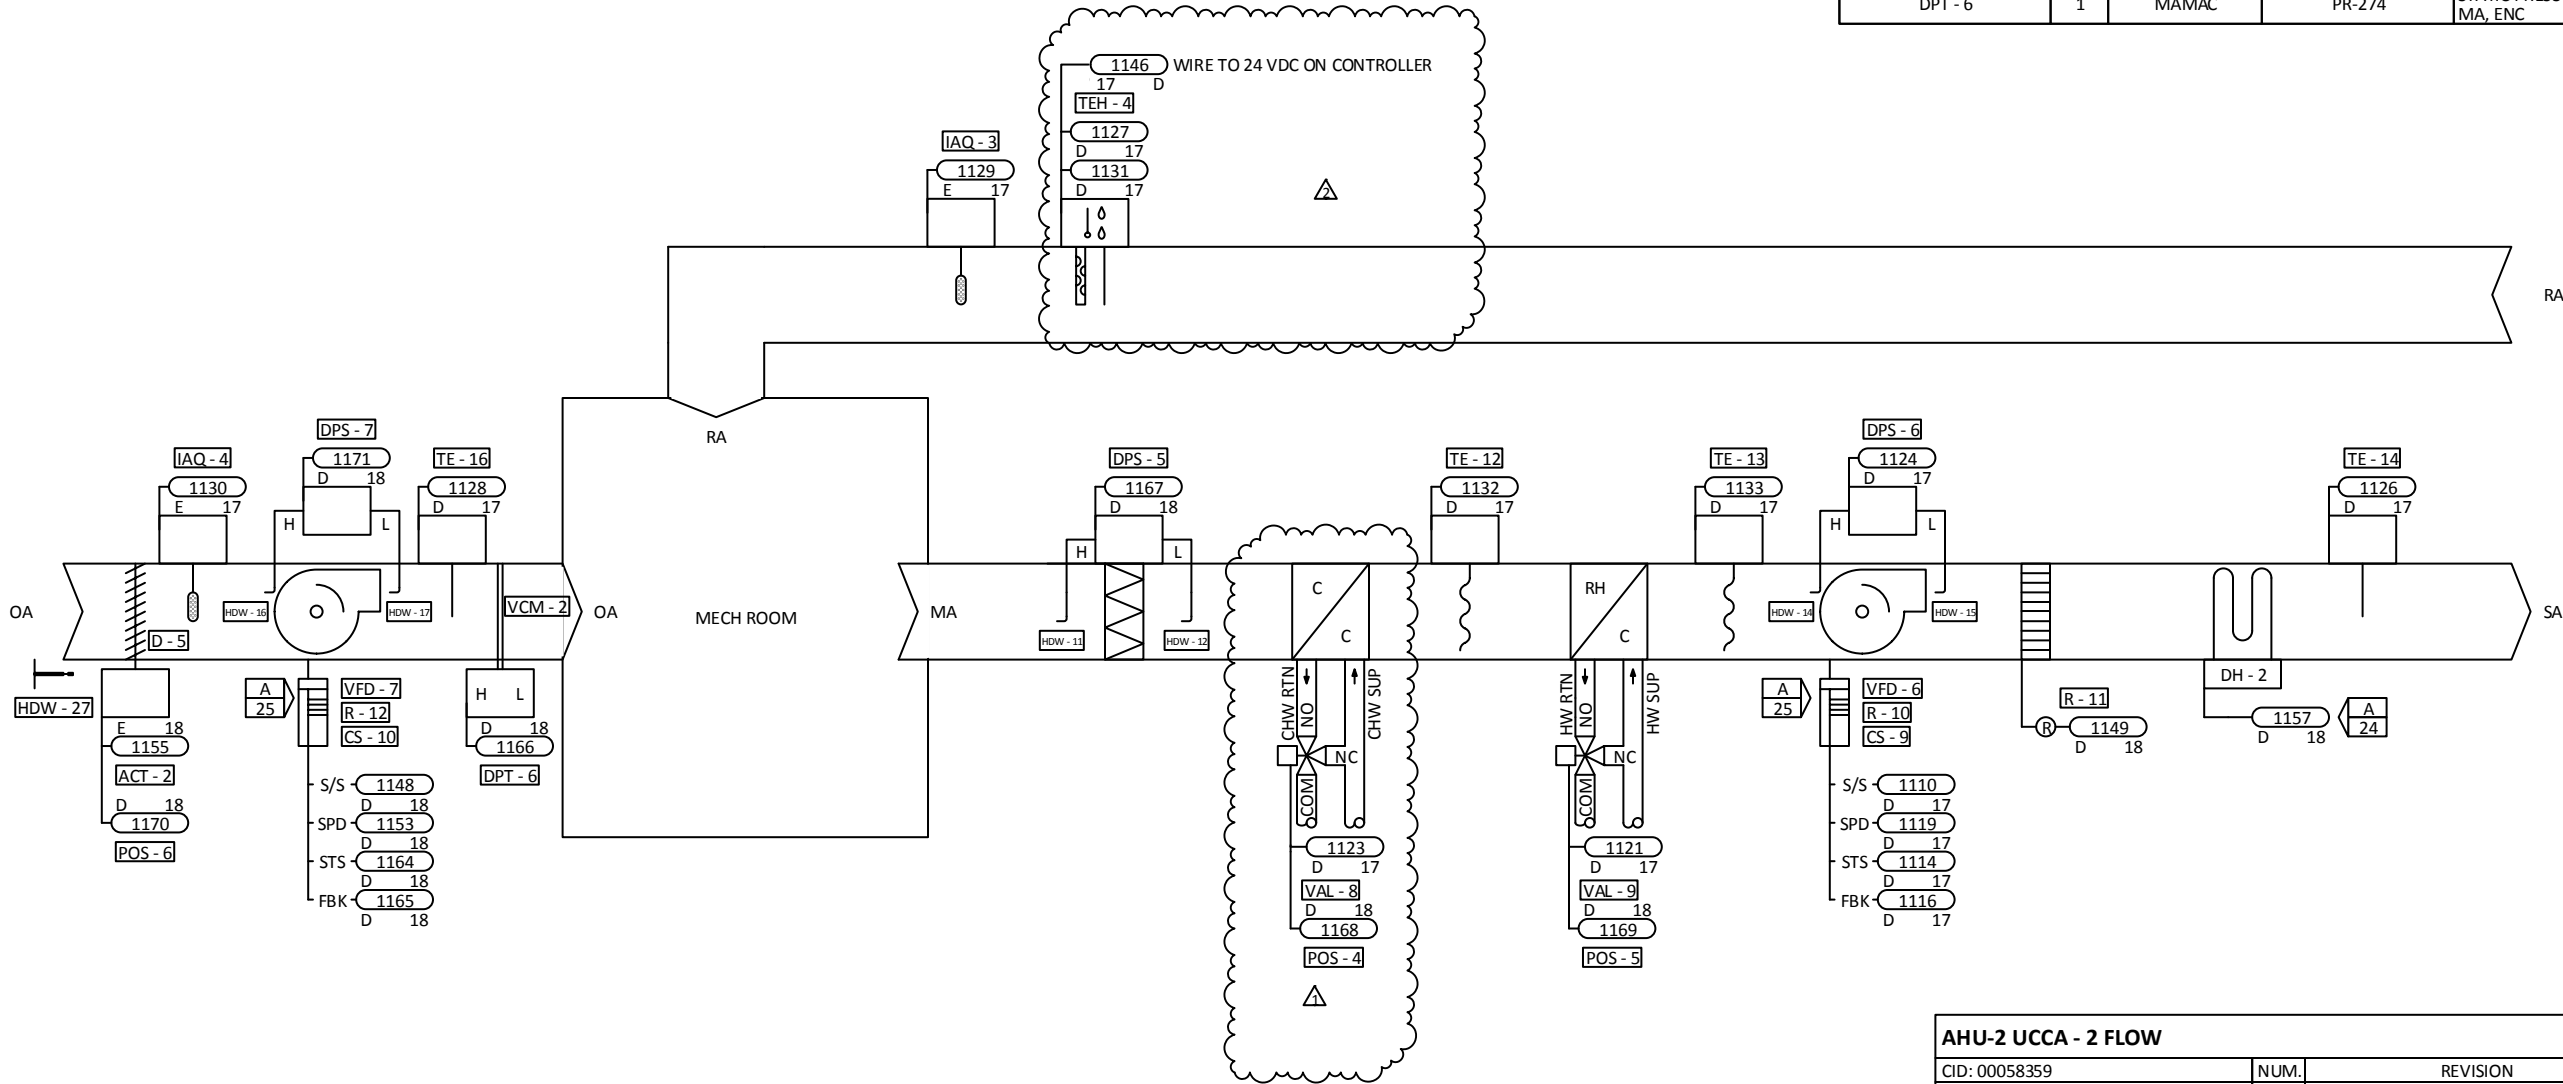 DPT - 6 1 MAMAC PR-274
MA, ENC
1146 WIRE TO 24 VDC ON CONTROLLER
17 D
TEH - 4
1127
D 17
1131
D 17
2
IAQ - 3
1129
E 17
RA
RA
DPS - 7
1171
D 18
H L
IAQ - 4
1130
E 17
TE - 16
1128
D 17
OA
HDW - 16
HDW - 17
VCM - 2
OA
D - 5
MECH ROOM
MA
DPS - 5
1167
D 18
H L
HDW - 11
HDW - 12
C
C
TE - 12
1132
D 17
RH
C
TE - 13
1133
D 17
DPS - 6
1124
D 17
H L
HDW - 14
HDW - 15
TE - 14
1126
D 17
SA
HDW - 27
E 18
1155
ACT - 2
D 18
1170
POS - 6
A
25
VFD - 7
R - 12
CS - 10
S/S 1148
D 18
SPD 1153
D 18
STS 1164
D 18
FBK 1165
D 18
H L
D 18
1166
DPT - 6
CHW RTN
NO
CHW SUP
NC
COM
1123
D 17
VAL - 8
D 18
1168
POS - 4
1
HW RTN
NO
HW SUP
NC
COM
1121
D 17
VAL - 9
D 18
1169
POS - 5
A
25
VFD - 6
R - 10
CS - 9
S/S 1110
D 17
SPD 1119
D 17
STS 1114
D 17
FBK 1116
D 17
R - 11
R 1149
D 18
DH - 2
1157
D 18
A
24
AHU-2 UCCA - 2 FLOW
CID: 00058359 NUM. REVISION